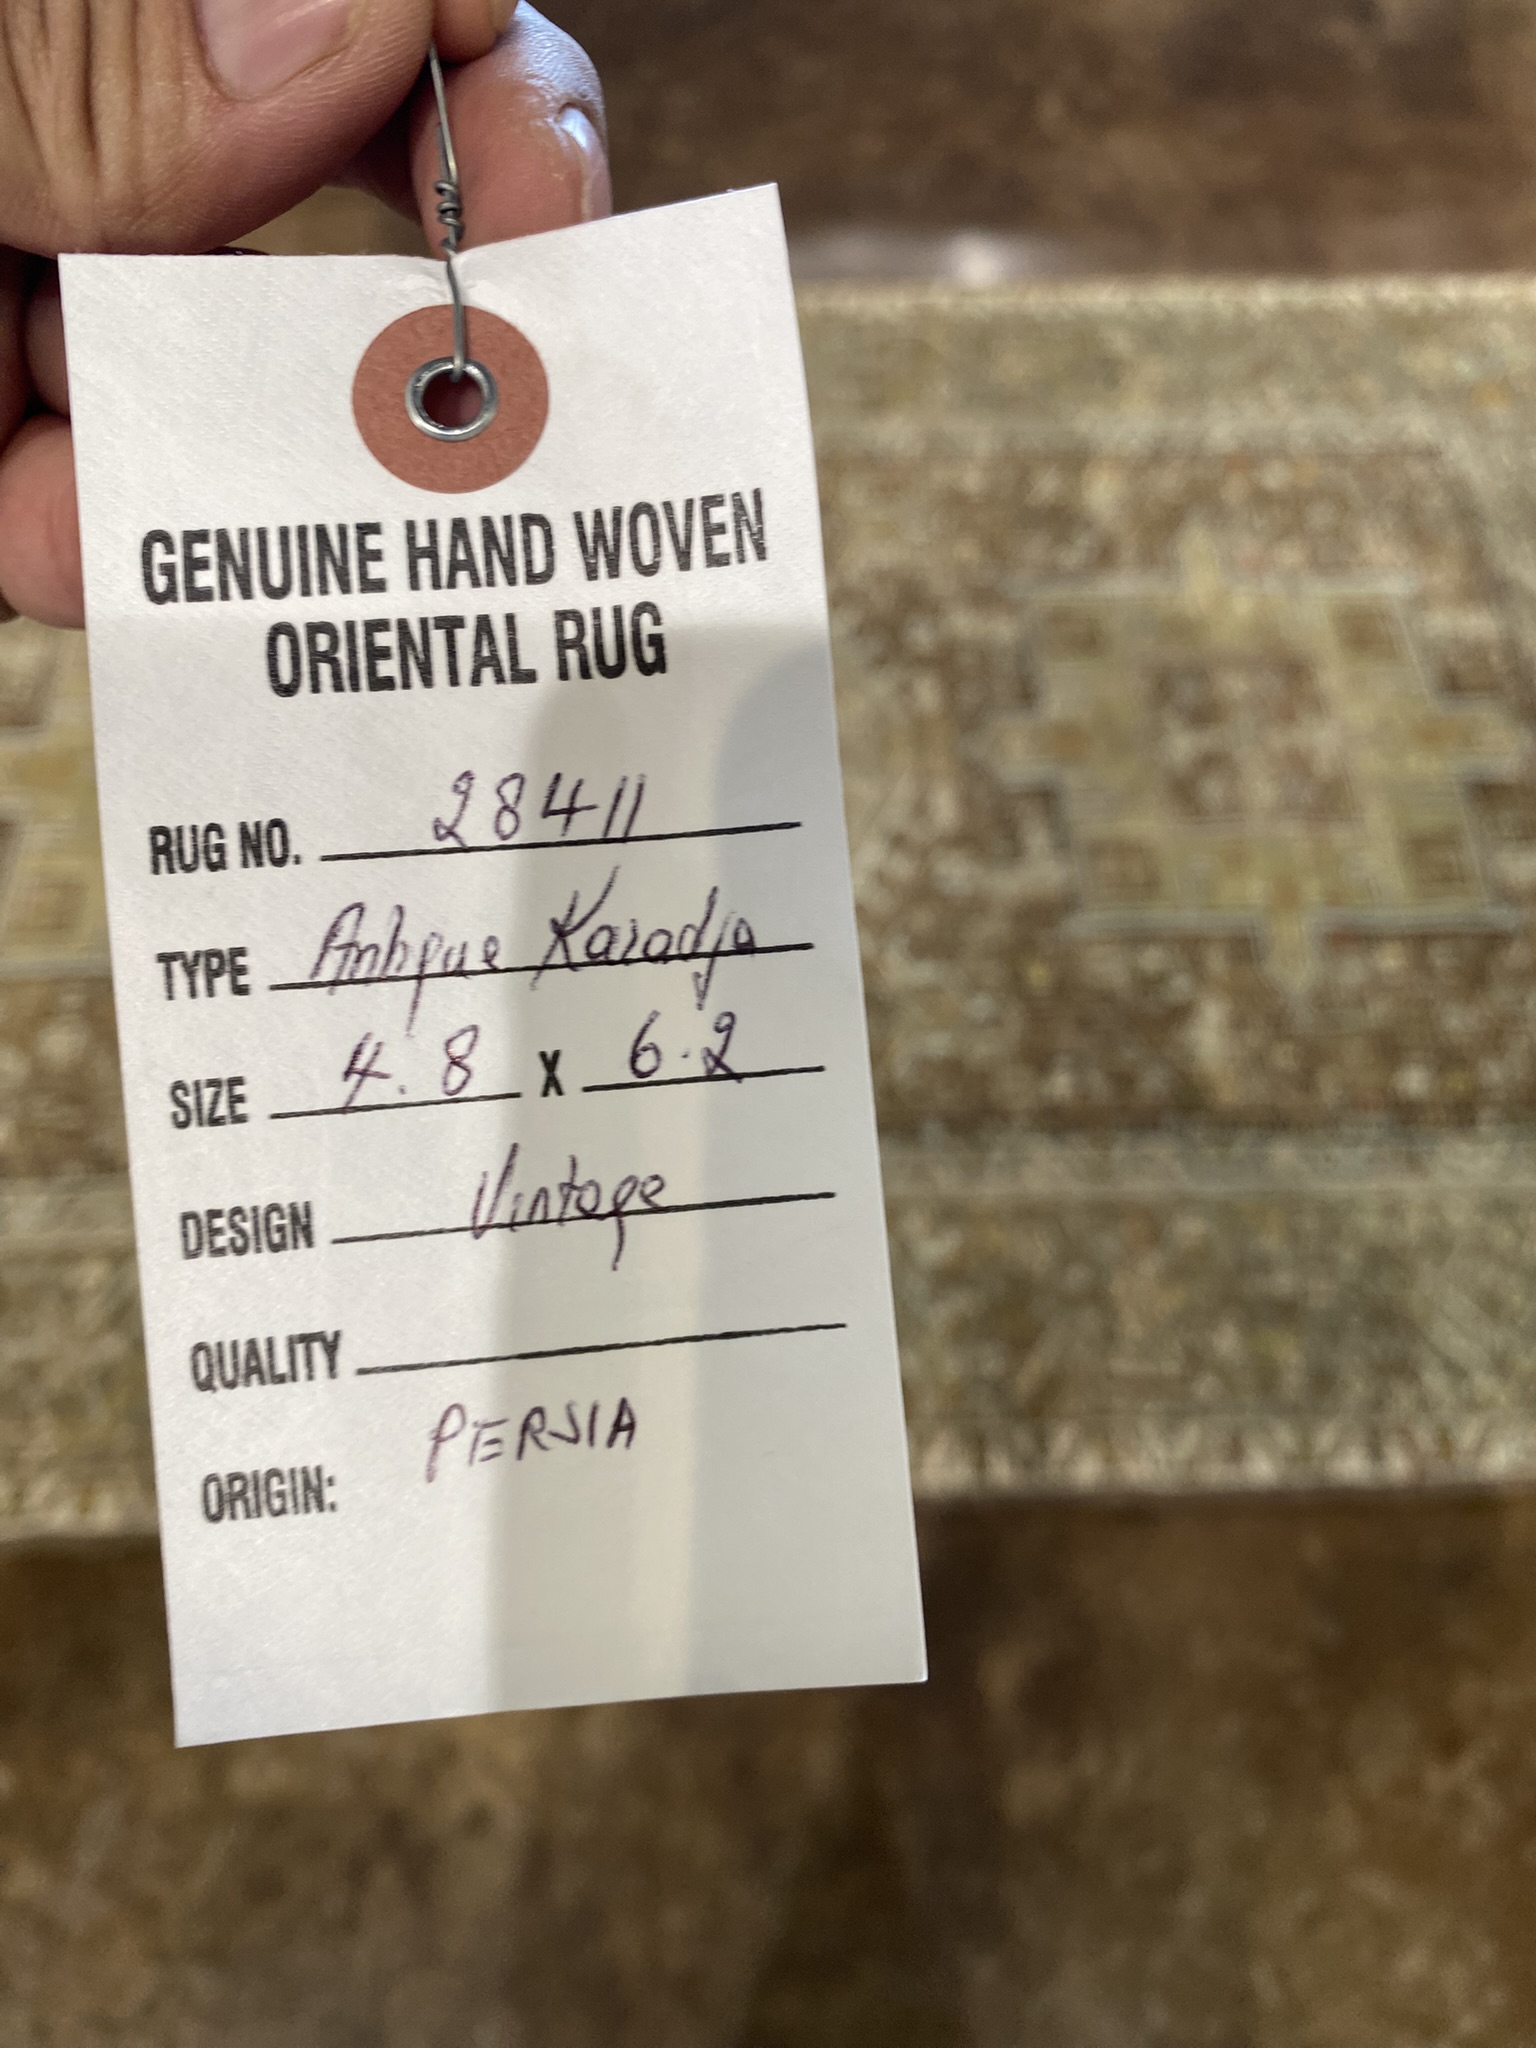 GENUINE HAND WOVEN
ORIENTAL RUG
RUG NO. 28411
TYPE Antique Karadja
SIZE 4.8 X 6.2
DESIGN Vintage
QUALITY
ORIGIN: PERSIA